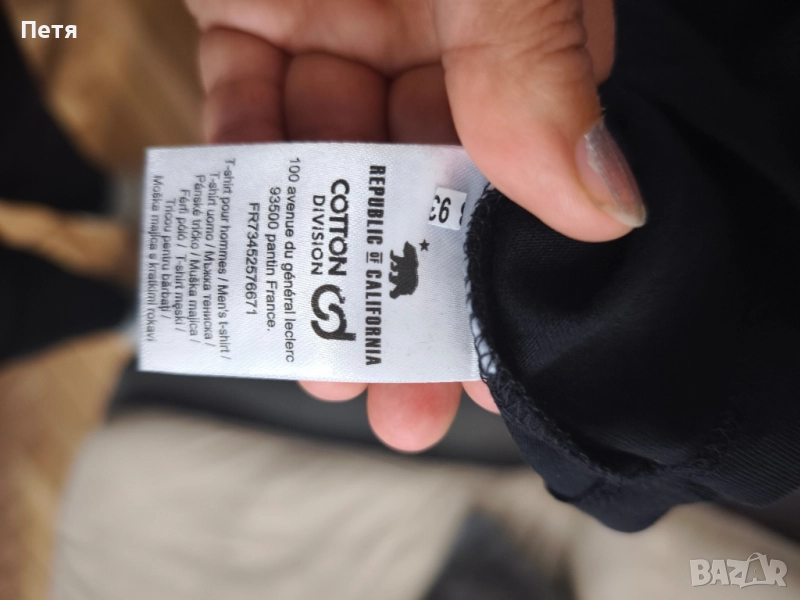 Петя
REPUBLIC OF CALIFORNIA
COTTON
DIVISION
100 avenue du général leclerc
93500 pantin France.
FR73452576671
T-shirt pour hommes / Men's t-shirt /
T-shirt uomo / Мъжка тениска /
Pánské tričko / Muška majica /
Férfi póló / T-shirt męski /
Tricou pentru bărbați /
Moška majica s kratkimi rokavi
BAZAR